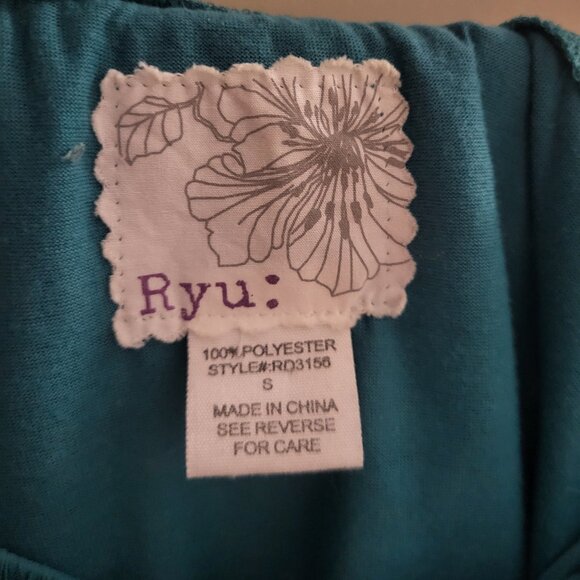 Ryu:
100% POLYESTER
STYLE#:RD3156
S
MADE IN CHINA
SEE REVERSE
FOR CARE